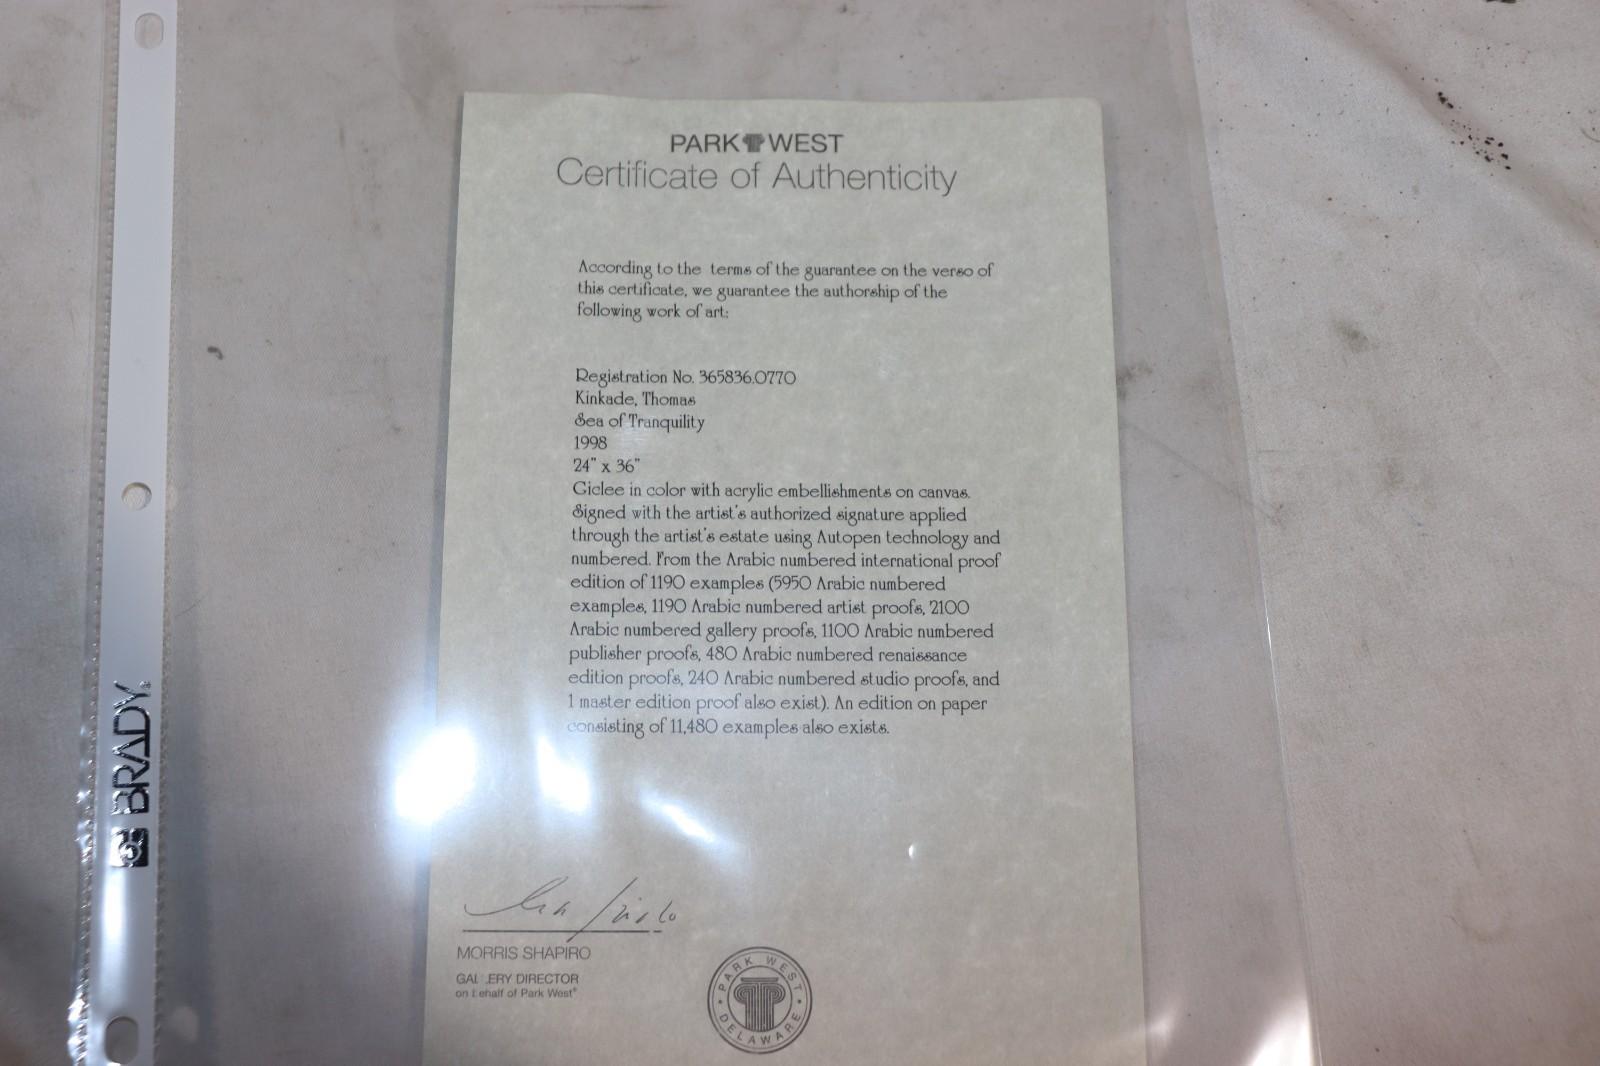 PARK WEST
Certificate of Authenticity
According to the terms of the guarantee on the verso of
this certificate, we guarantee the authorship of the
following work of art:
Registration No. 365836.0770
Kinkade, Thomas
Sea of Tranquility
1998
24" x 36"
Giclee in color with acrylic embellishments on canvas.
Signed with the artist's authorized signature applied
through the artist's estate using Autopen technology and
numbered. From the Arabic numbered international proof
edition of 1190 examples (5950 Arabic numbered
examples, 1190 Arabic numbered artist proofs, 2100
Arabic numbered gallery proofs, 1100 Arabic numbered
publisher proofs, 480 Arabic numbered renaissance
edition proofs, 240 Arabic numbered studio proofs, and
1 master edition proof also exist). An edition on paper
consisting of 11,480 examples also exists.
MORRIS SHAPIRO
GALLERY DIRECTOR
on behalf of Park West®
PARK WEST
DELAWARE
BRADY®